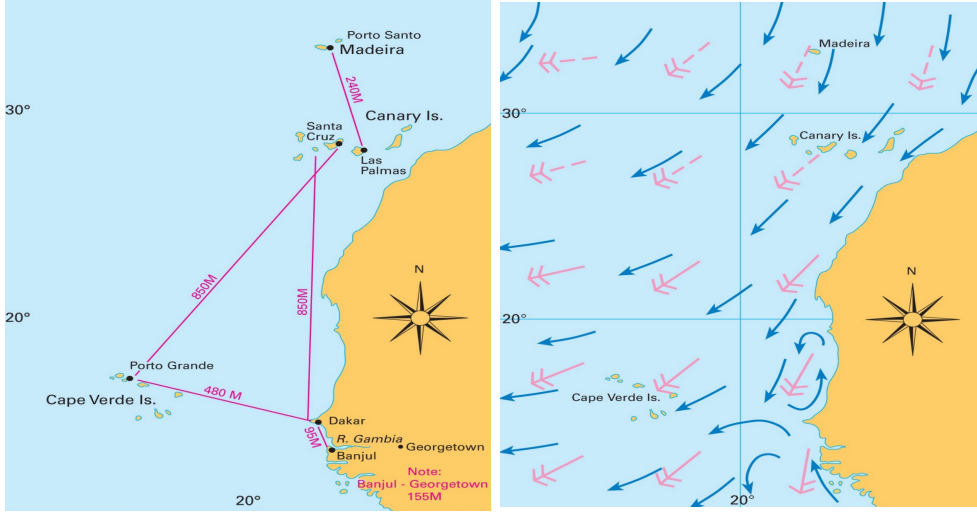 Porto Santo
Madeira
240M
30°
Canary Is.
Santa
Cruz
Las
Palmas
850M
850M
N
20°
Porto Grande
480 M
Cape Verde Is.
Dakar
95M
R. Gambia
Georgetown
Banjul
Note:
Banjul - Georgetown
155M
20°
Madeira
30°
Canary Is.
N
20°
Cape Verde Is.
20°